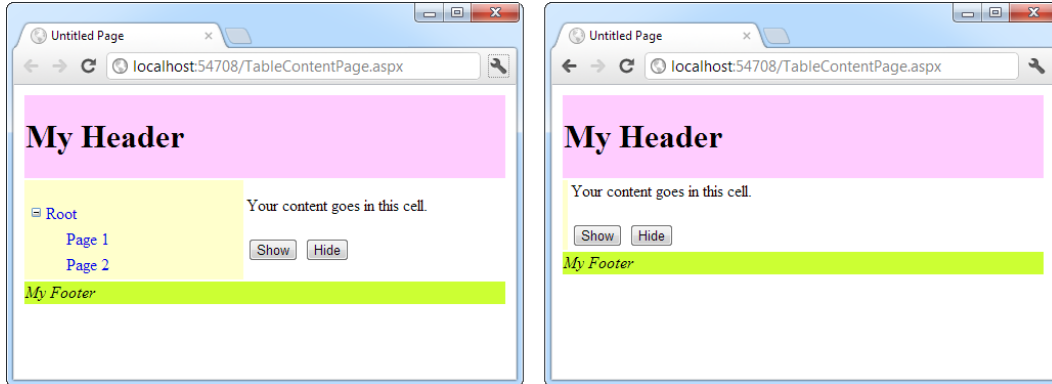 Untitled Page
localhost:54708/TableContentPage.aspx
My Header
Root
Page 1
Page 2
Your content goes in this cell.
Show Hide
My Footer
Untitled Page
localhost:54708/TableContentPage.aspx
My Header
Your content goes in this cell.
Show Hide
My Footer